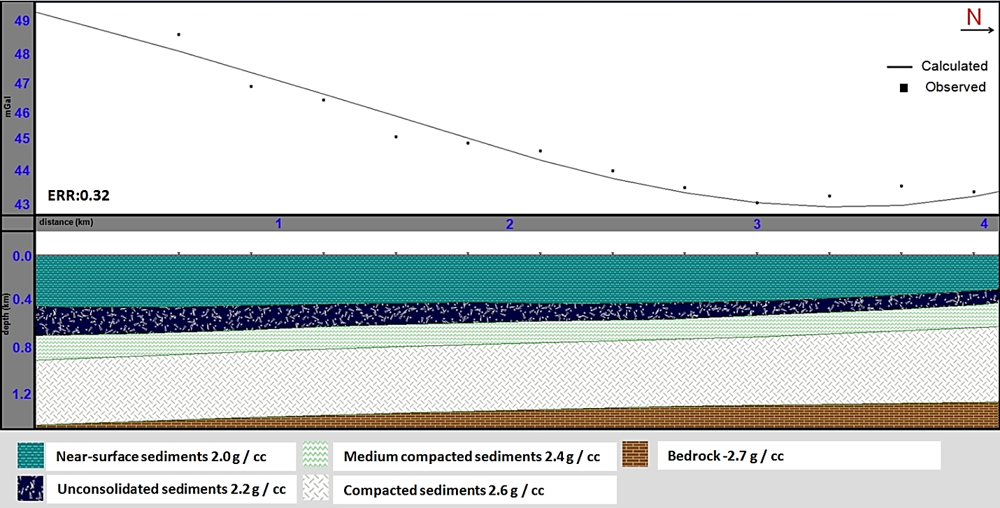 49
48
47
46
45
44
43
mGal
N
Calculated
Observed
ERR:0.32
distance (km)
1
2
3
4
0.0
0.4
0.8
1.2
depth (km)
Near-surface sediments 2.0 g / cc
Medium compacted sediments 2.4 g / cc
Bedrock -2.7 g / cc
Unconsolidated sediments 2.2 g / cc
Compacted sediments 2.6 g / cc